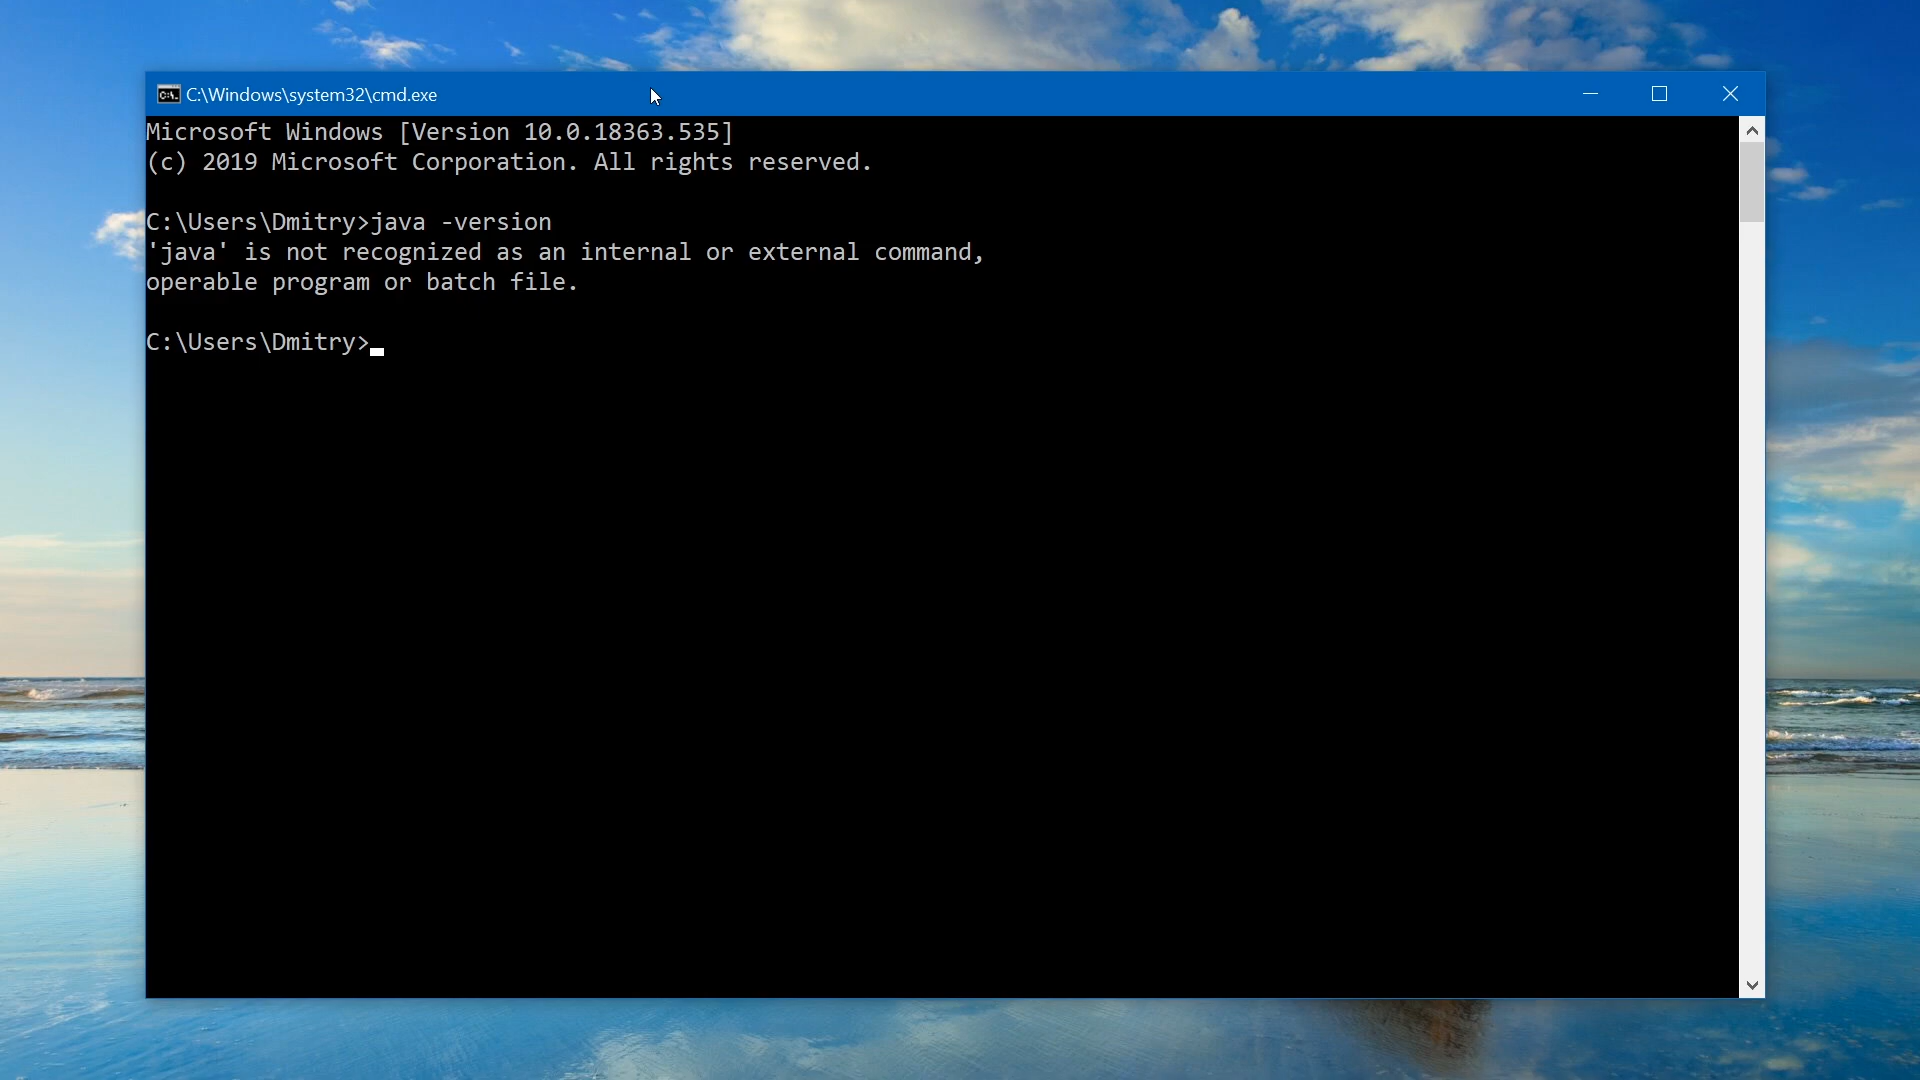 C:\Windows\system32\cmd.exe
Microsoft Windows [Version 10.0.18363.535]
(c) 2019 Microsoft Corporation. All rights reserved.
C:\Users\Dmitry>java -version
'java' is not recognized as an internal or external command,
operable program or batch file.
C:\Users\Dmitry>